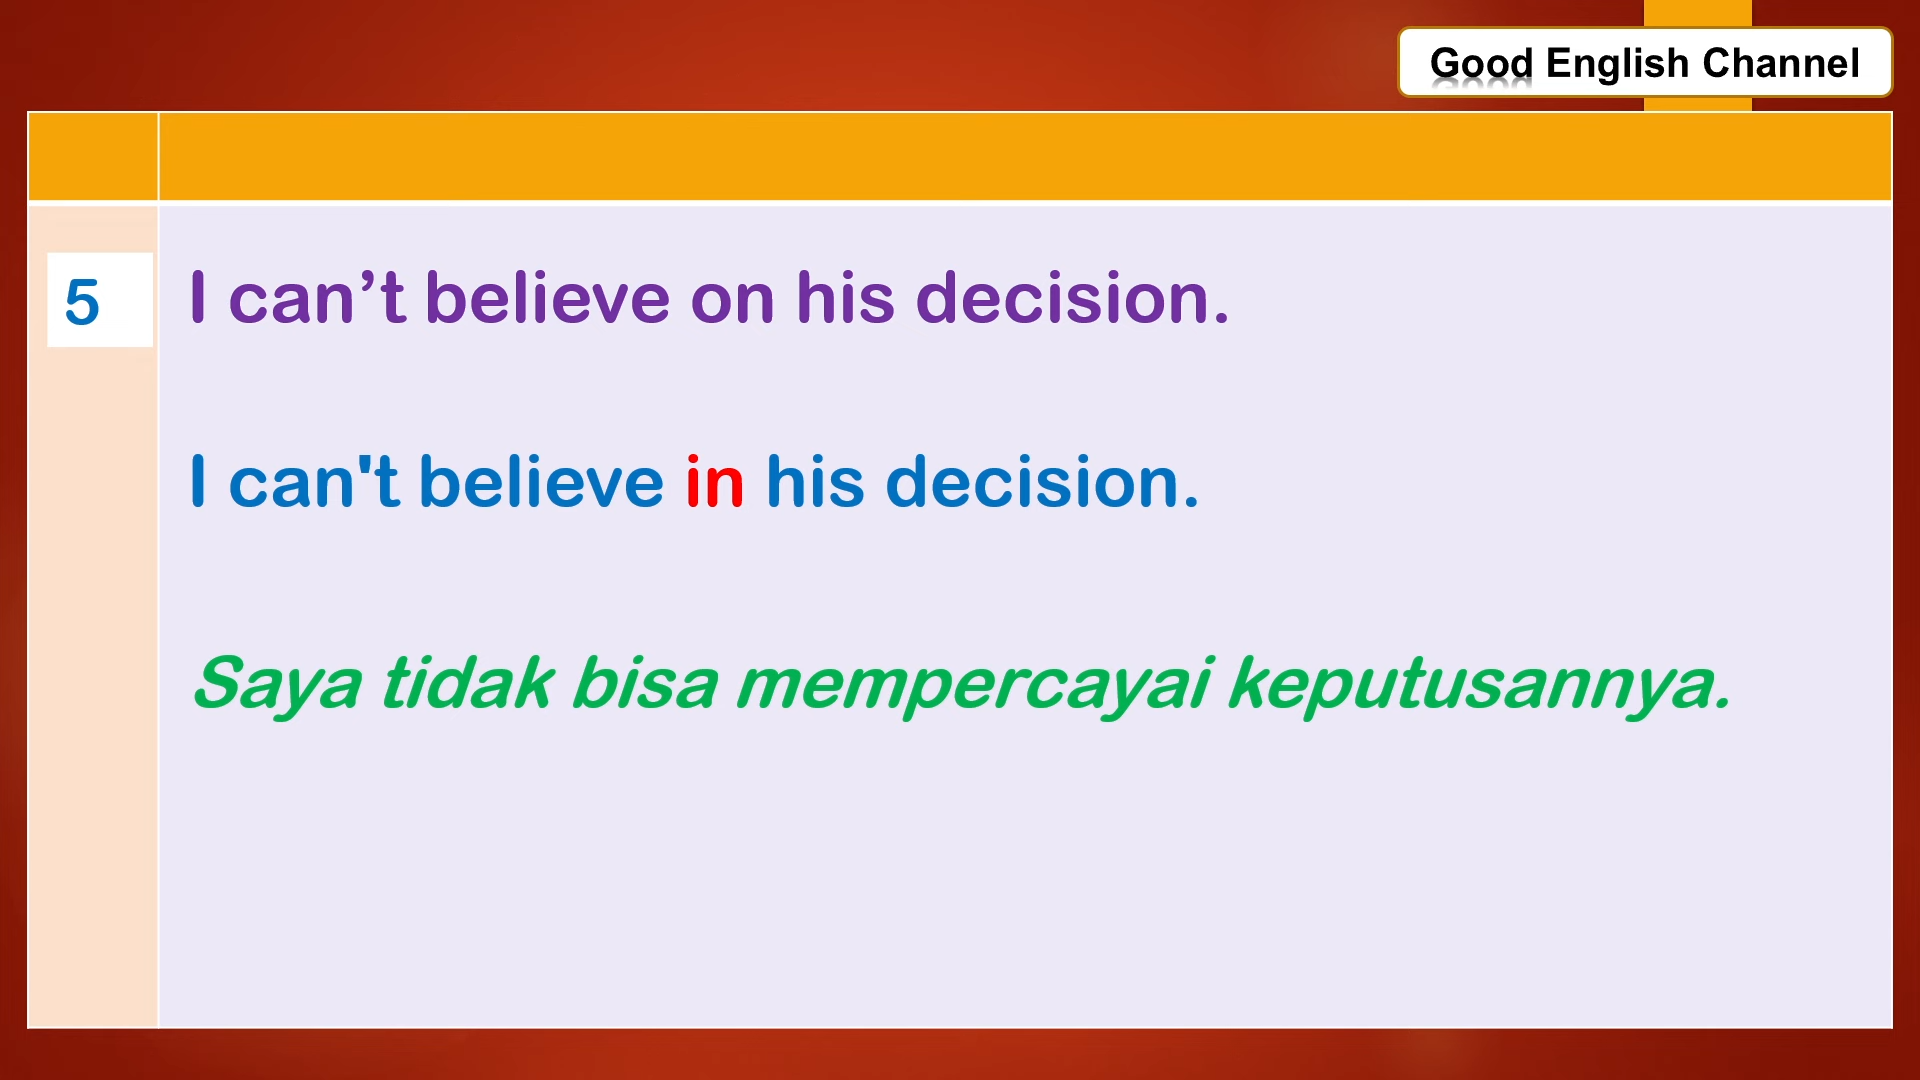 Good English Channel
5
I can’t believe on his decision.
I can't believe in his decision.
Saya tidak bisa mempercayai keputusannya.